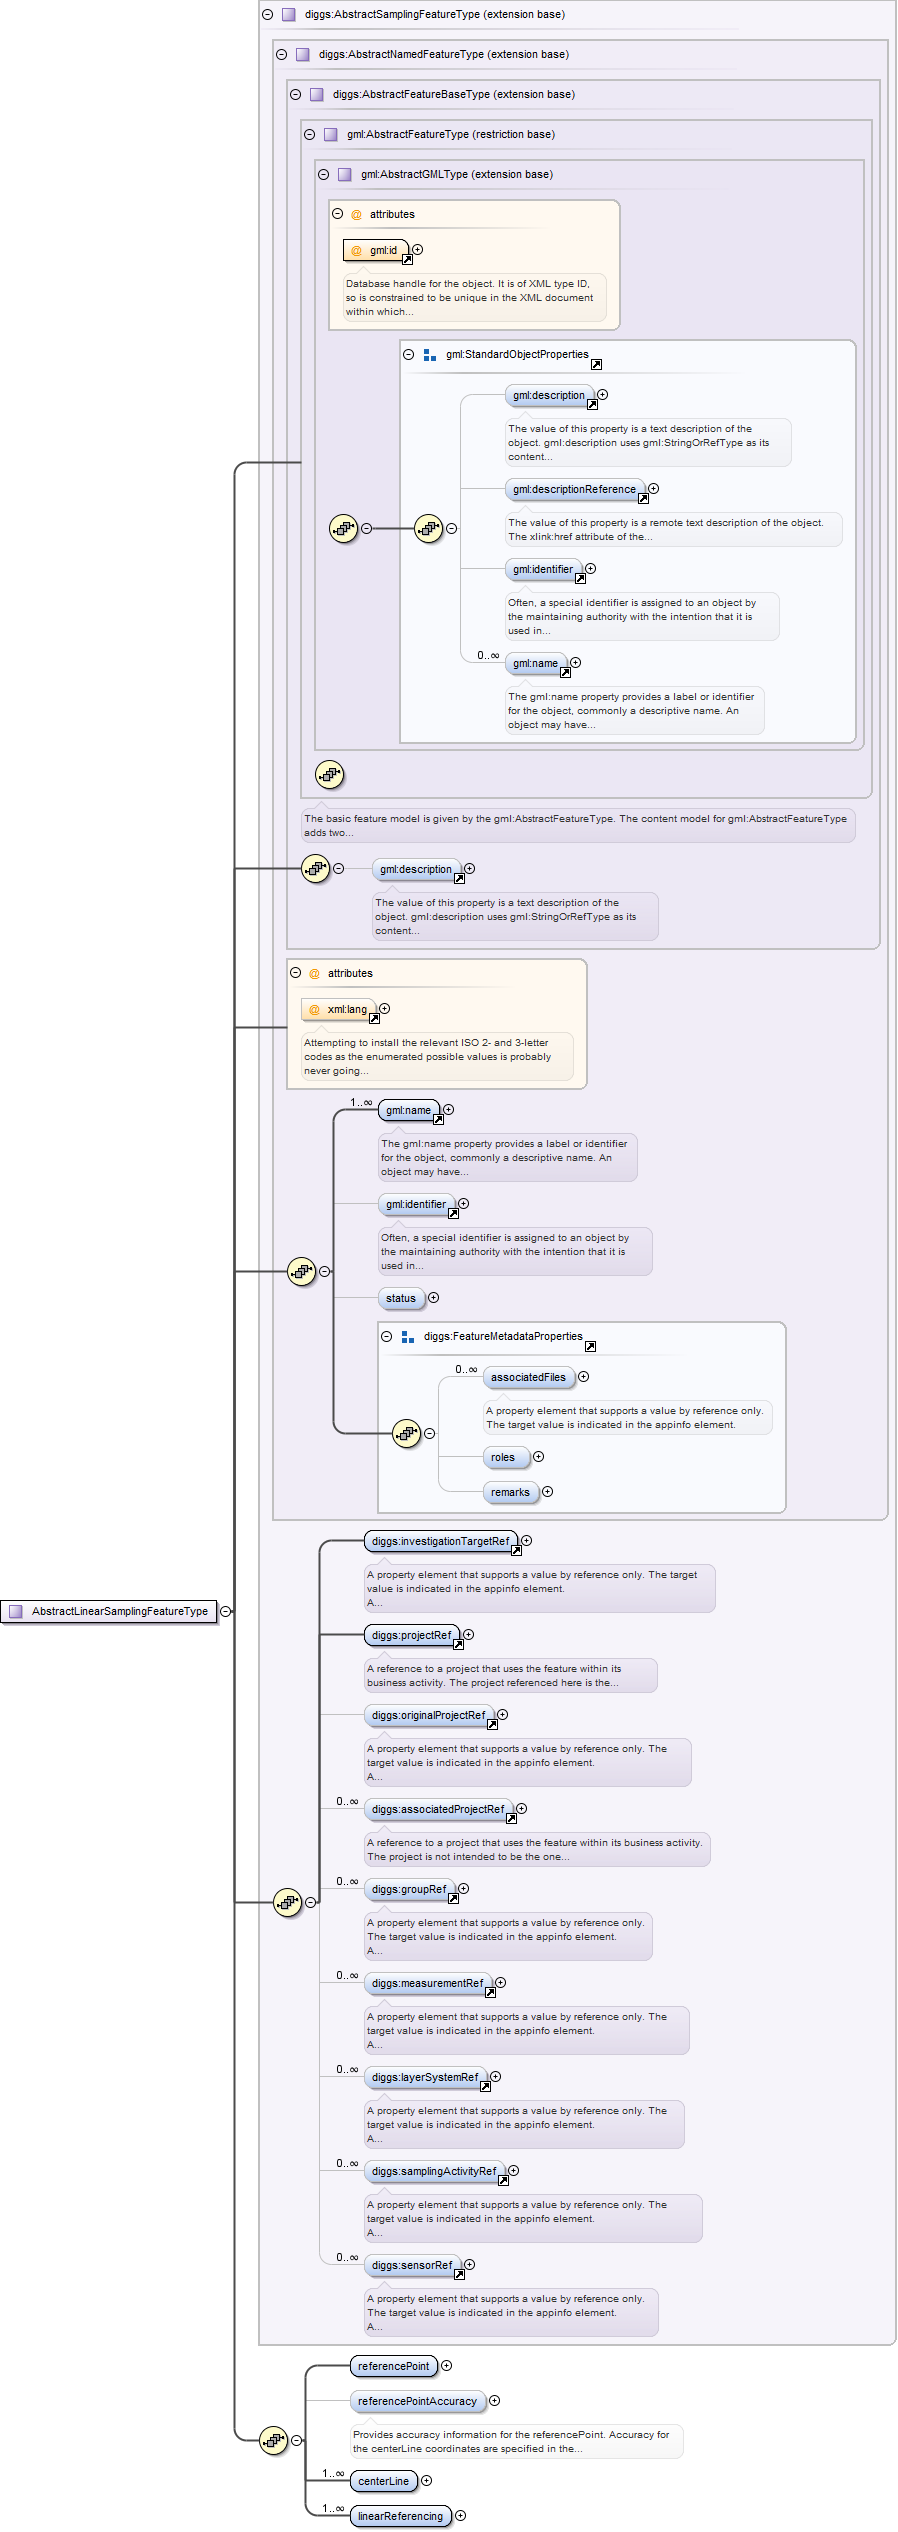 diggs:AbstractSamplingFeatureType (extension base)
diggs:AbstractNamedFeatureType (extension base)
diggs:AbstractFeatureBaseType (extension base)
gml:AbstractFeatureType (restriction base)
gml:AbstractGMLType (extension base)
@ attributes
@ gml:id
Database handle for the object. It is of XML type ID,
so is constrained to be unique in the XML document
within which...
gml:StandardObjectProperties
gml:description
The value of this property is a text description of the
object. gml:description uses gml:StringOrRefType as its
content...
gml:descriptionReference
The value of this property is a remote text description of the object.
The xlink:href attribute of the...
gml:identifier
Often, a special identifier is assigned to an object by
the maintaining authority with the intention that it is
used in...
0..∞
gml:name
The gml:name property provides a label or identifier
for the object, commonly a descriptive name. An
object may have...
The basic feature model is given by the gml:AbstractFeatureType. The content model for gml:AbstractFeatureType
adds two...
gml:description
The value of this property is a text description of the
object. gml:description uses gml:StringOrRefType as its
content...
@ attributes
@ xml:lang
Attempting to install the relevant ISO 2- and 3-letter
codes as the enumerated possible values is probably
never going...
1..∞
gml:name
The gml:name property provides a label or identifier
for the object, commonly a descriptive name. An
object may have...
gml:identifier
Often, a special identifier is assigned to an object by
the maintaining authority with the intention that it is
used in...
status
diggs:FeatureMetadataProperties
0..∞
associatedFiles
A property element that supports a value by reference only.
The target value is indicated in the appinfo element.
roles
remarks
diggs:investigationTargetRef
A property element that supports a value by reference only. The target
value is indicated in the appinfo element.
A...
AbstractLinearSamplingFeatureType
diggs:projectRef
A reference to a project that uses the feature within its
business activity. The project referenced here is the...
diggs:originalProjectRef
A property element that supports a value by reference only. The
target value is indicated in the appinfo element.
A...
0..∞
diggs:associatedProjectRef
A reference to a project that uses the feature within its business activity.
The project is not intended to be the one...
0..∞
diggs:groupRef
A property element that supports a value by reference only.
The target value is indicated in the appinfo element.
A...
0..∞
diggs:measurementRef
A property element that supports a value by reference only. The
target value is indicated in the appinfo element.
A...
0..∞
diggs:layerSystemRef
A property element that supports a value by reference only. The
target value is indicated in the appinfo element.
A...
0..∞
diggs:samplingActivityRef
A property element that supports a value by reference only. The
target value is indicated in the appinfo element.
A...
0..∞
diggs:sensorRef
A property element that supports a value by reference only.
The target value is indicated in the appinfo element.
A...
referencePoint
referencePointAccuracy
Provides accuracy information for the referencePoint. Accuracy for
the centerLine coordinates are specified in the...
1..∞
centerLine
1..∞
linearReferencing